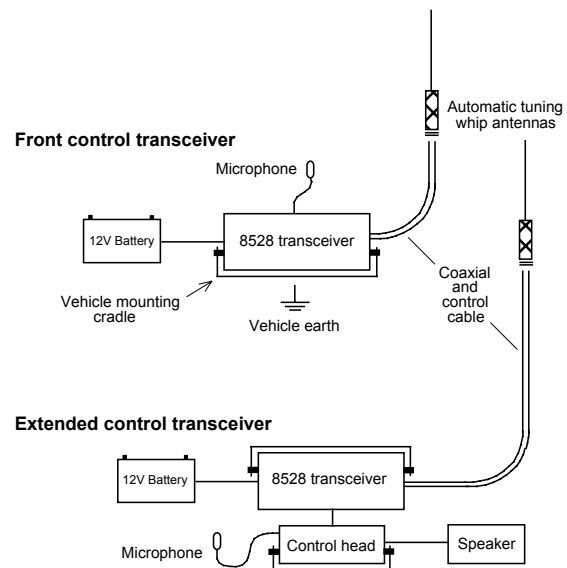 Automatic tuning
whip antennas
Front control transceiver
Microphone
12V Battery
8528 transceiver
Coaxial
and
control
cable
Vehicle mounting
cradle
Vehicle earth
Extended control transceiver
12V Battery
8528 transceiver
Microphone
Control head
Speaker